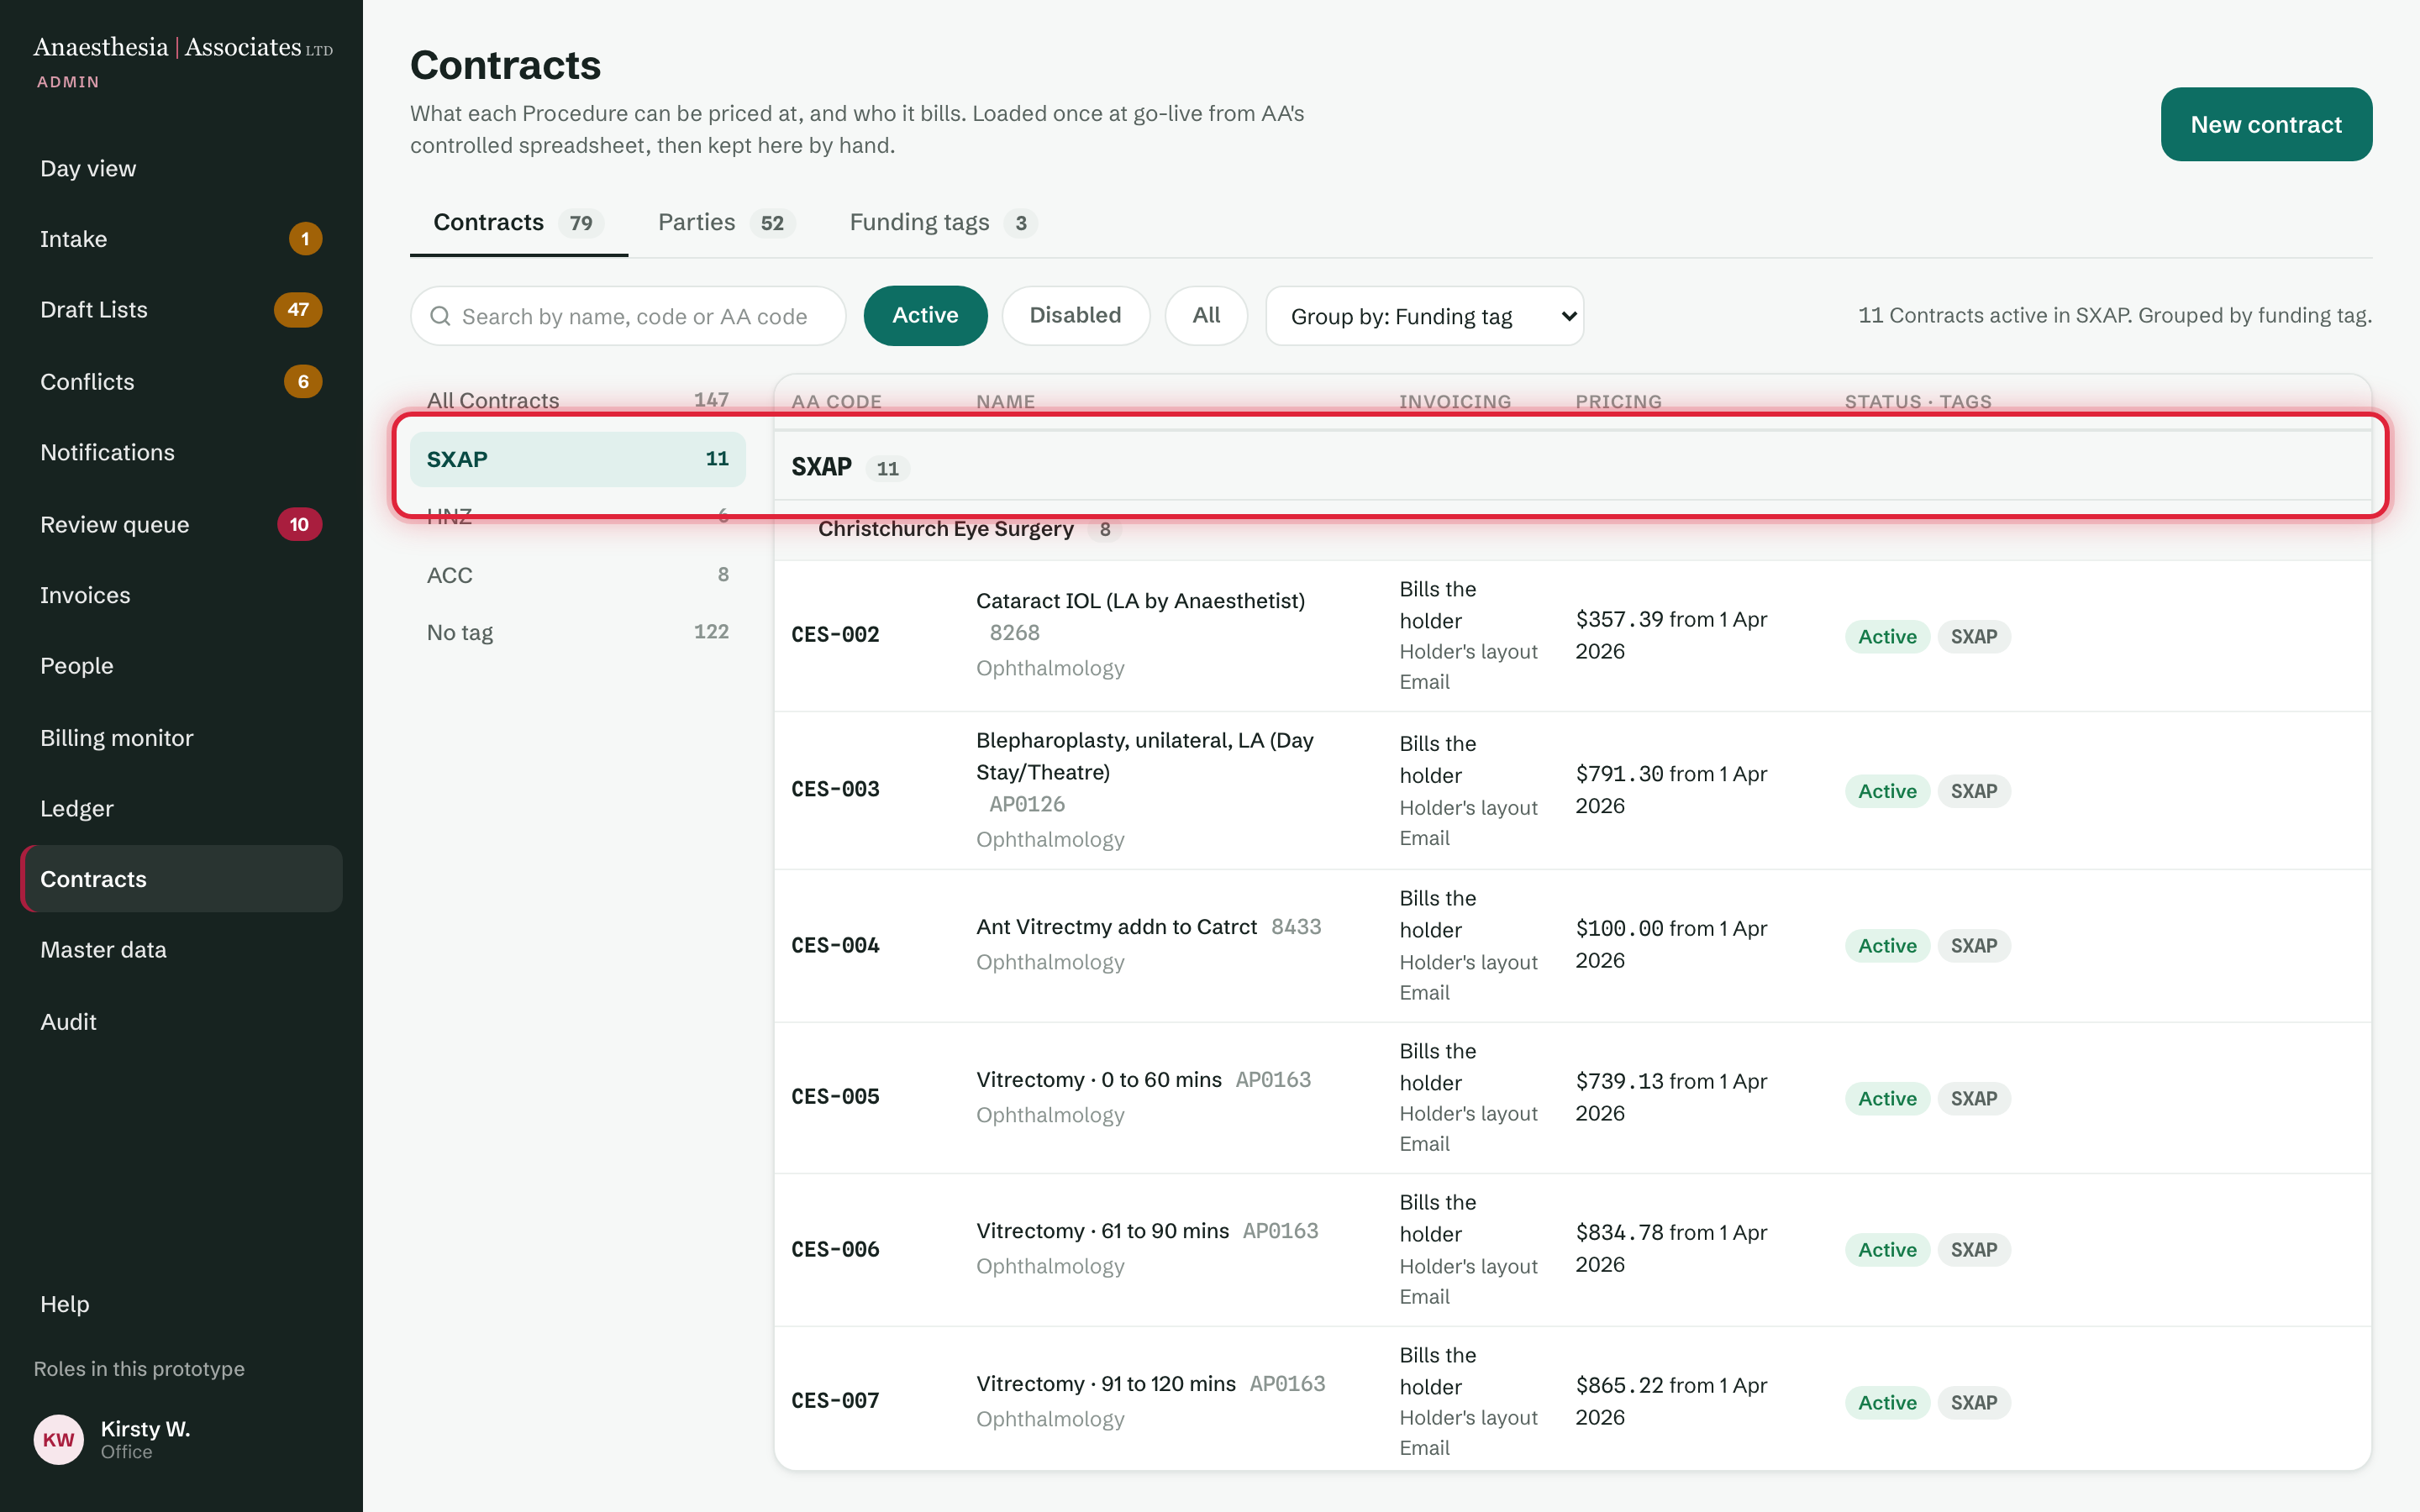 Anaesthesia | Associates LTD
ADMIN
Day view
Intake 1
Draft Lists 47
Conflicts 6
Notifications
Review queue 10
Invoices
People
Billing monitor
Ledger
Contracts
Master data
Audit
Help
Roles in this prototype
KW
Kirsty W.
Office
Contracts
What each Procedure can be priced at, and who it bills. Loaded once at go-live from AA's
controlled spreadsheet, then kept here by hand.
New contract
Contracts 79 Parties 52 Funding tags 3
Search by name, code or AA code
Active Disabled All
Group by: Funding tag
11 Contracts active in SXAP. Grouped by funding tag.
All Contracts 147
SXAP 11
HNZ 6
ACC 8
No tag 122
AA CODE NAME INVOICING PRICING STATUS · TAGS
SXAP 11
Christchurch Eye Surgery 8
CES-002
Cataract IOL (LA by Anaesthetist)
8268
Ophthalmology
Bills the
holder
Holder's layout
Email
$357.39 from 1 Apr
2026
Active SXAP
CES-003
Blepharoplasty, unilateral, LA (Day
Stay/Theatre)
AP0126
Ophthalmology
Bills the
holder
Holder's layout
Email
$791.30 from 1 Apr
2026
Active SXAP
CES-004
Ant Vitrectmy addn to Catrct 8433
Ophthalmology
Bills the
holder
Holder's layout
Email
$100.00 from 1 Apr
2026
Active SXAP
CES-005
Vitrectomy · 0 to 60 mins AP0163
Ophthalmology
Bills the
holder
Holder's layout
Email
$739.13 from 1 Apr
2026
Active SXAP
CES-006
Vitrectomy · 61 to 90 mins AP0163
Ophthalmology
Bills the
holder
Holder's layout
Email
$834.78 from 1 Apr
2026
Active SXAP
CES-007
Vitrectomy · 91 to 120 mins AP0163
Ophthalmology
Bills the
holder
Holder's layout
Email
$865.22 from 1 Apr
2026
Active SXAP